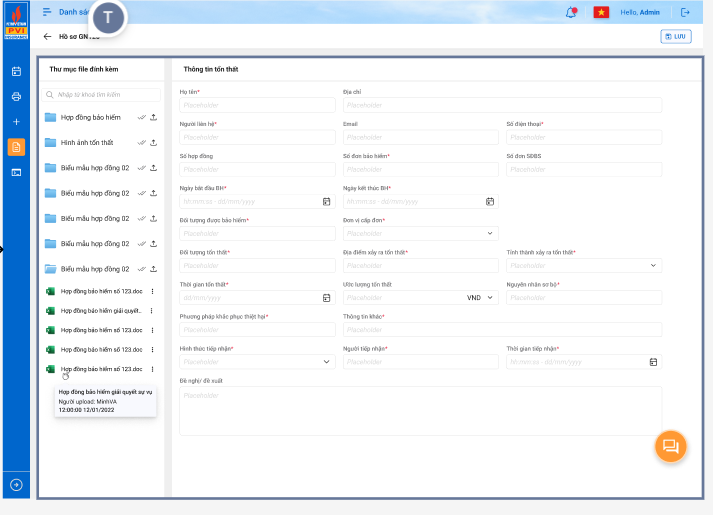 PETROVIETNAM
PVI
INSURANCE
Danh sá
T
Hello, Admin
Hồ sơ GN123
LƯU
Thư mục file đính kèm
Nhập từ khoá tìm kiếm
Hợp đồng bảo hiểm
Hình ảnh tổn thất
Biểu mẫu hợp đồng 02
Biểu mẫu hợp đồng 02
Biểu mẫu hợp đồng 02
Biểu mẫu hợp đồng 02
Biểu mẫu hợp đồng 02
Hợp đồng bảo hiểm số 123.doc
Hợp đồng bảo hiểm giải quyết..
Hợp đồng bảo hiểm số 123.doc
Hợp đồng bảo hiểm số 123.doc
Hợp đồng bảo hiểm số 123.doc
Hợp đồng bảo hiểm giải quyết sự vụ
Người upload: MinhVA
12:00:00 12/01/2022
Thông tin tổn thất
Họ tên*
Địa chỉ
Placeholder
Placeholder
Người liên hệ*
Email
Số điện thoại*
Placeholder
Placeholder
Placeholder
Số hợp đồng
Số đơn bảo hiểm*
Số đơn SĐBS
Placeholder
Placeholder
Placeholder
Ngày bắt đầu BH*
Ngày kết thúc BH*
hh:mm:ss - dd/mm/yyyy
hh:mm:ss - dd/mm/yyyy
Đối tượng được bảo hiểm*
Đơn vị cấp đơn*
Placeholder
Placeholder
Đối tượng tổn thất*
Địa điểm xảy ra tổn thất*
Tỉnh thành xảy ra tổn thất*
Placeholder
Placeholder
Placeholder
Thời gian tổn thất*
Ước lượng tổn thất
Nguyên nhân sơ bộ*
dd/mm/yyyy
Placeholder
VND
Placeholder
Phương pháp khắc phục thiệt hại*
Thông tin khác*
Placeholder
Placeholder
Hình thức tiếp nhận*
Người tiếp nhận*
Thời gian tiếp nhận*
Placeholder
Placeholder
hh:mm:ss - dd/mm/yyyy
Đề nghị/ đề xuất
Placeholder